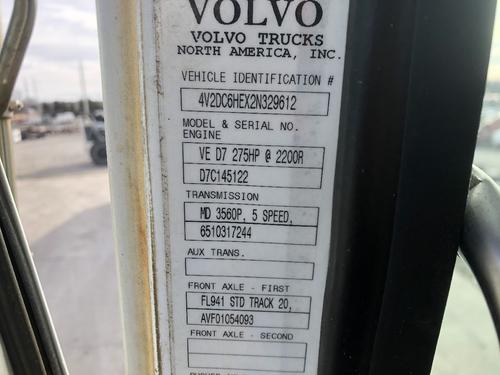 VOLVO
VOLVO TRUCKS
NORTH AMERICA, INC.
VEHICLE IDENTIFICATION #
4V2DC6HEX2N329612
MODEL & SERIAL NO.
ENGINE
VE D7 275HP @ 2200R
D7C145122
TRANSMISSION
MD 3560P, 5 SPEED,
6510317244
AUX TRANS.
FRONT AXLE - FIRST
FL941 STD TRACK 20,
AVF01054093
FRONT AXLE - SECOND